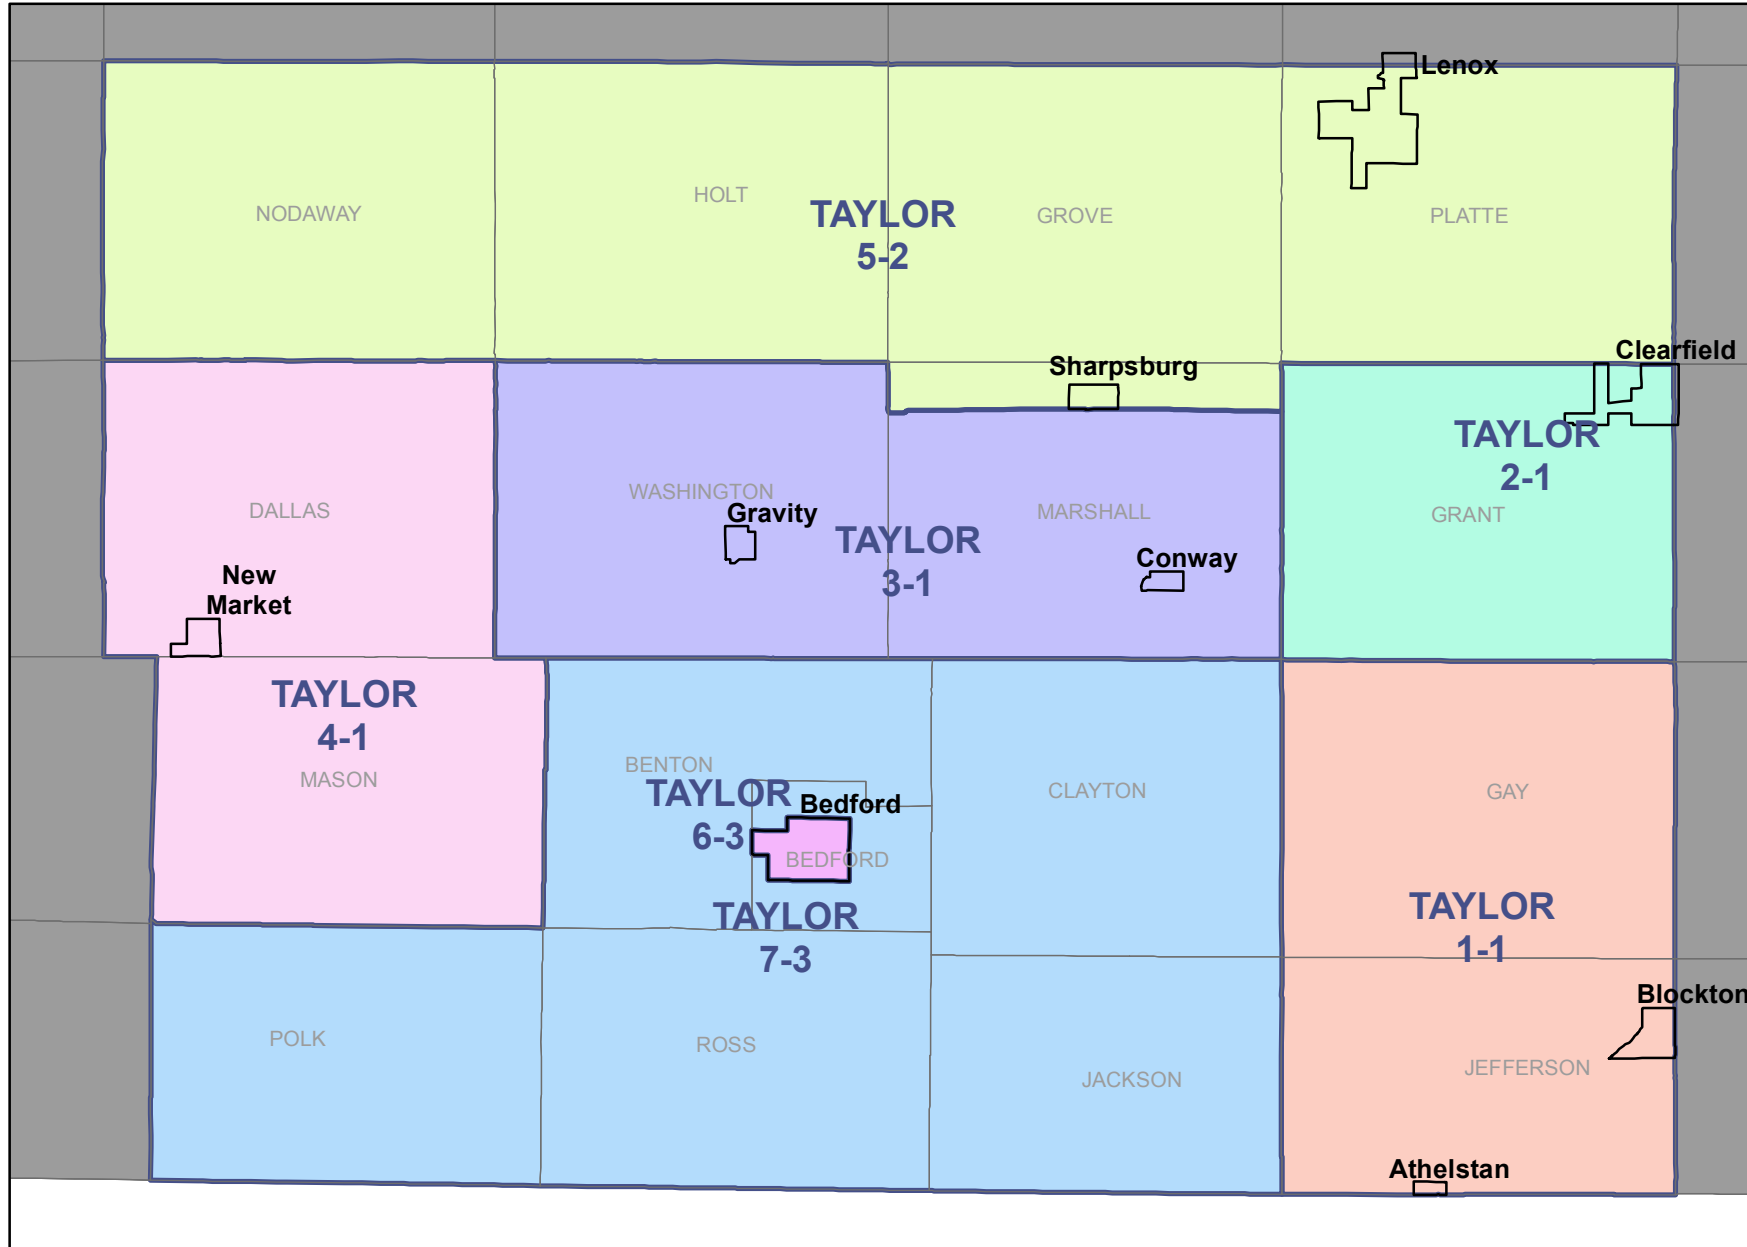 Lenox
HOLT
NODAWAY
GROVE
PLATTE
TAYLOR
5-2
Clearfield
Sharpsburg
TAYLOR
2-1
WASHINGTON
DALLAS
MARSHALL
GRANT
Gravity
TAYLOR
3-1
Conway
New
Market
TAYLOR
4-1
MASON
BENTON
CLAYTON
GAY
TAYLOR
6-3
Bedford
BEDFORD
TAYLOR
7-3
TAYLOR
1-1
Blockton
POLK
ROSS
JACKSON
JEFFERSON
Athelstan